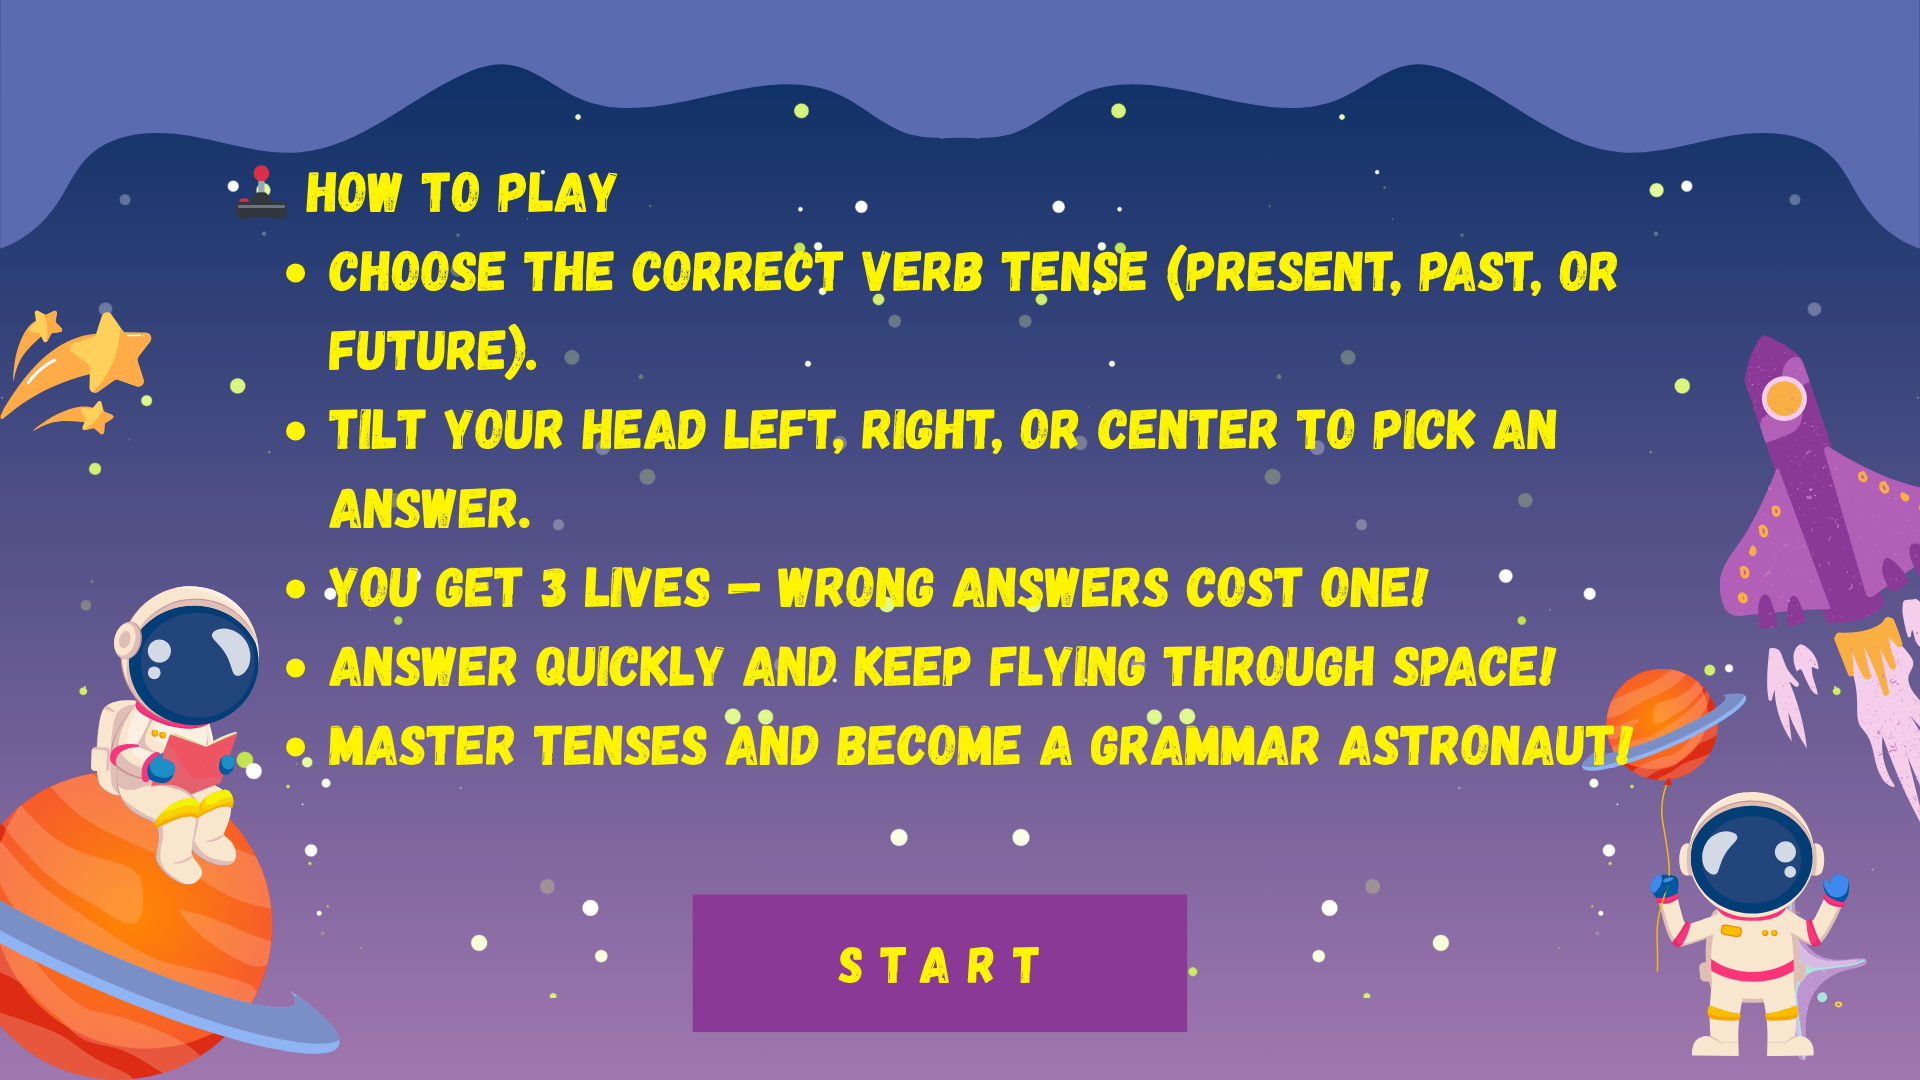 HOW TO PLAY
• CHOOSE THE CORRECT VERB TENSE (PRESENT, PAST, OR
FUTURE).
• TILT YOUR HEAD LEFT, RIGHT, OR CENTER TO PICK AN
ANSWER.
• YOU GET 3 LIVES – WRONG ANSWERS COST ONE!
• ANSWER QUICKLY AND KEEP FLYING THROUGH SPACE!
• MASTER TENSES AND BECOME A GRAMMAR ASTRONAUT!
START